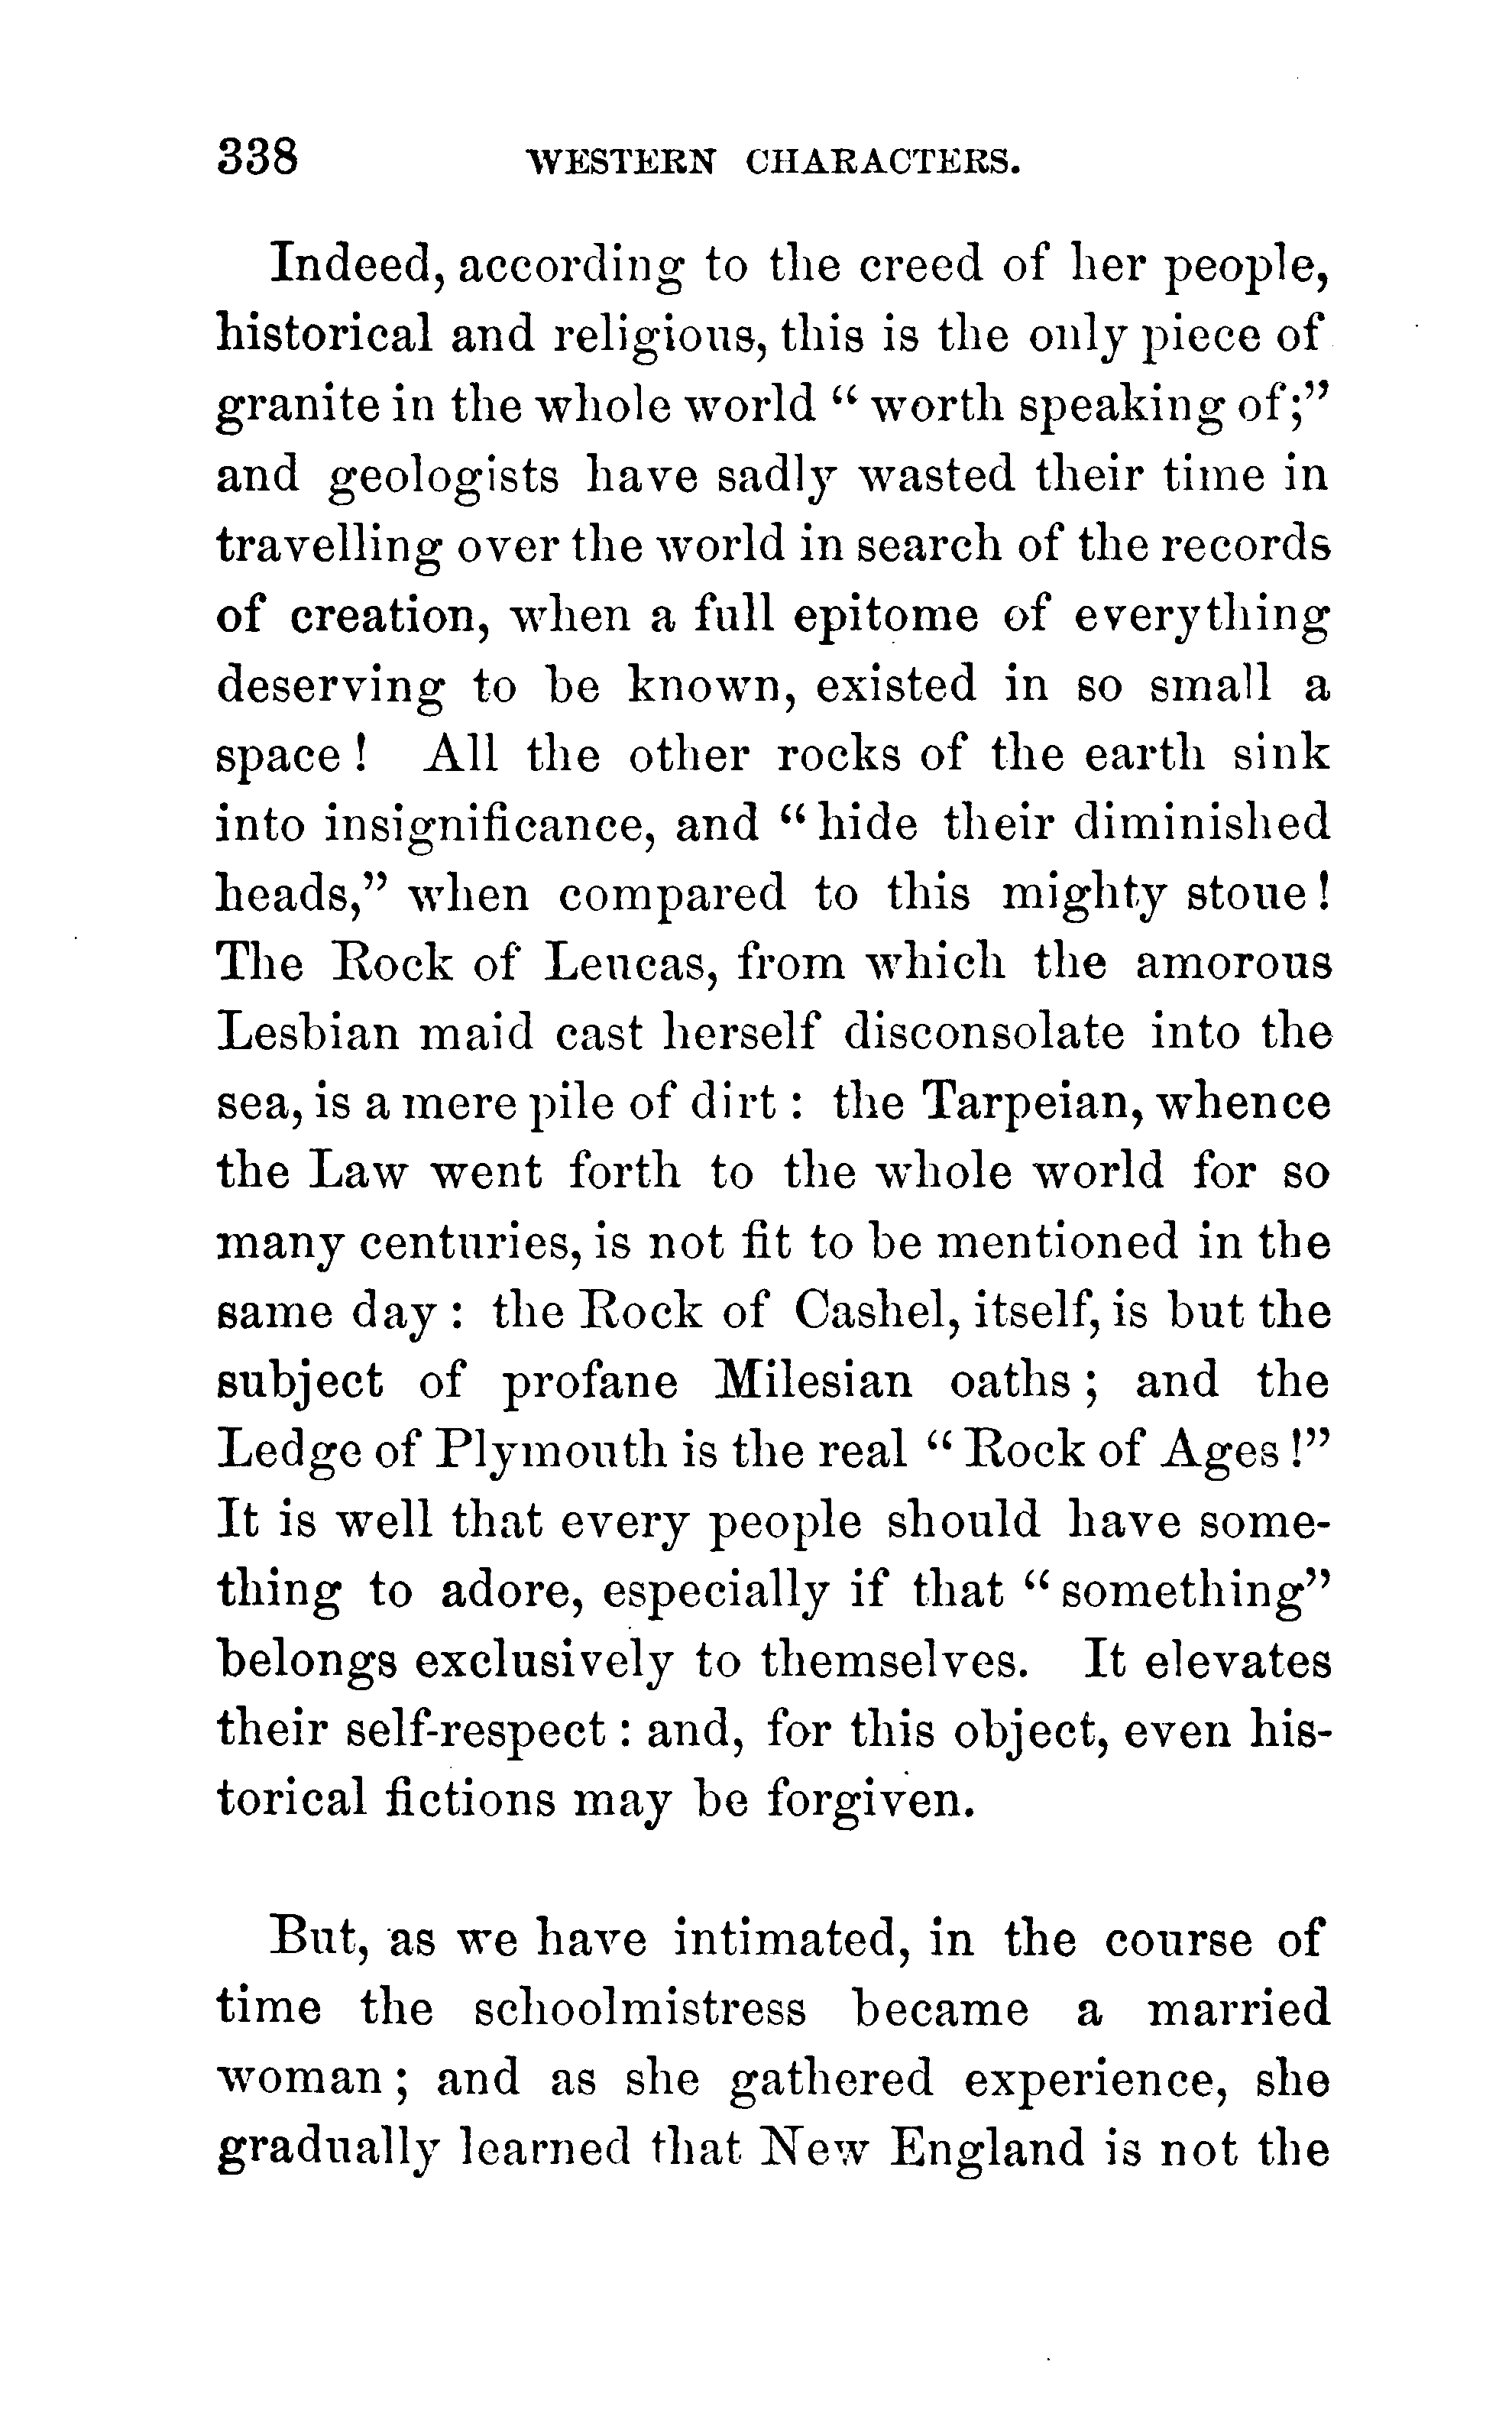 338 WESTERN CHARACTERS.
Indeed, according to the creed of her people,
historical and religious, this is the only piece of
granite in the whole world “ worth speaking of;”
and geologists have sadly wasted their time in
travelling over the world in search of the records
of creation, when a full epitome of everything
deserving to be known, existed in so small a
space ! All the other rocks of the earth sink
into insignificance, and “ hide their diminished
heads,” when compared to this mighty stone !
The Rock of Leucas, from which the amorous
Lesbian maid cast herself disconsolate into the
sea, is a mere pile of dirt : the Tarpeian, whence
the Law went forth to the whole world for so
many centuries, is not fit to be mentioned in the
same day : the Rock of Cashel, itself, is but the
subject of profane Milesian oaths ; and the
Ledge of Plymouth is the real “ Rock of Ages !”
It is well that every people should have some-
thing to adore, especially if that “ something”
belongs exclusively to themselves. It elevates
their self-respect : and, for this object, even his-
torical fictions may be forgiven.
But, as we have intimated, in the course of
time the schoolmistress became a married
woman ; and as she gathered experience, she
gradually learned that New England is not the